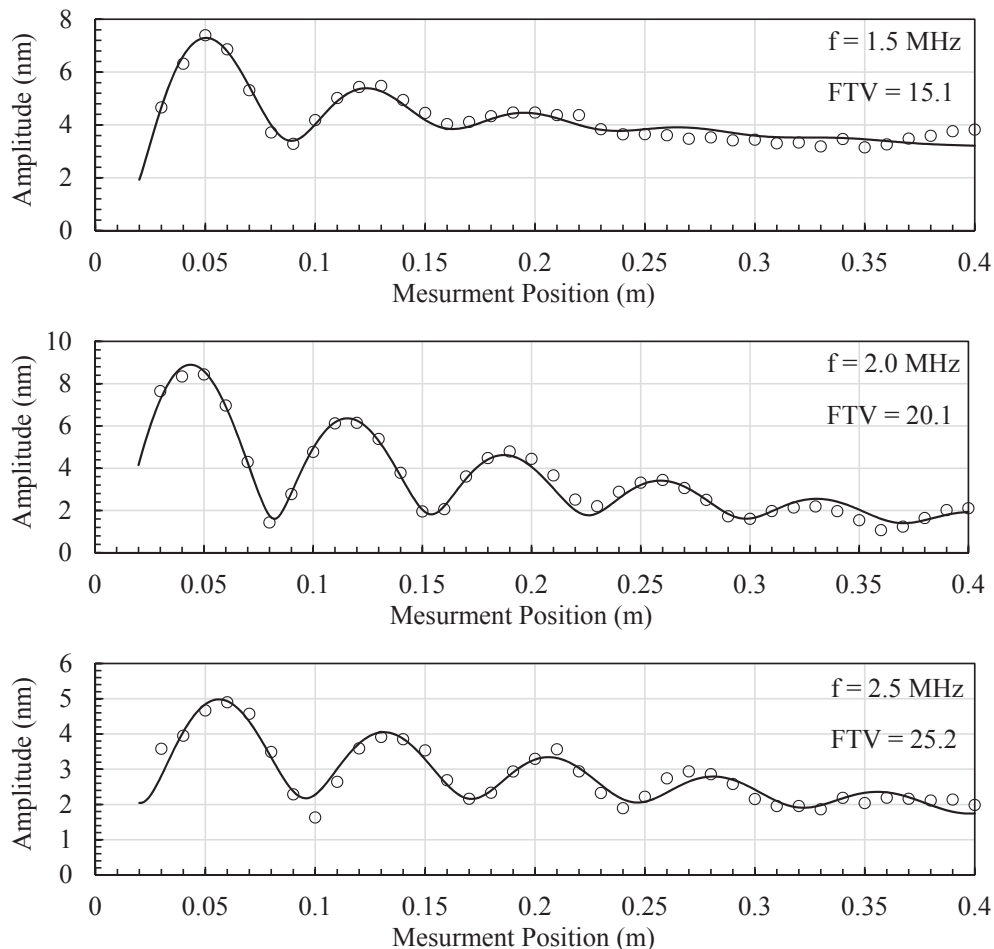 Amplitude (nm)
8
6
4
2
0
f = 1.5 MHz
FTV = 15.1
0 0.05 0.1 0.15 0.2 0.25 0.3 0.35 0.4
Mesurment Position (m)
Amplitude (nm)
10
8
6
4
2
0
f = 2.0 MHz
FTV = 20.1
0 0.05 0.1 0.15 0.2 0.25 0.3 0.35 0.4
Mesurment Position (m)
Amplitude (nm)
6
5
4
3
2
1
0
f = 2.5 MHz
FTV = 25.2
0 0.05 0.1 0.15 0.2 0.25 0.3 0.35 0.4
Mesurment Position (m)